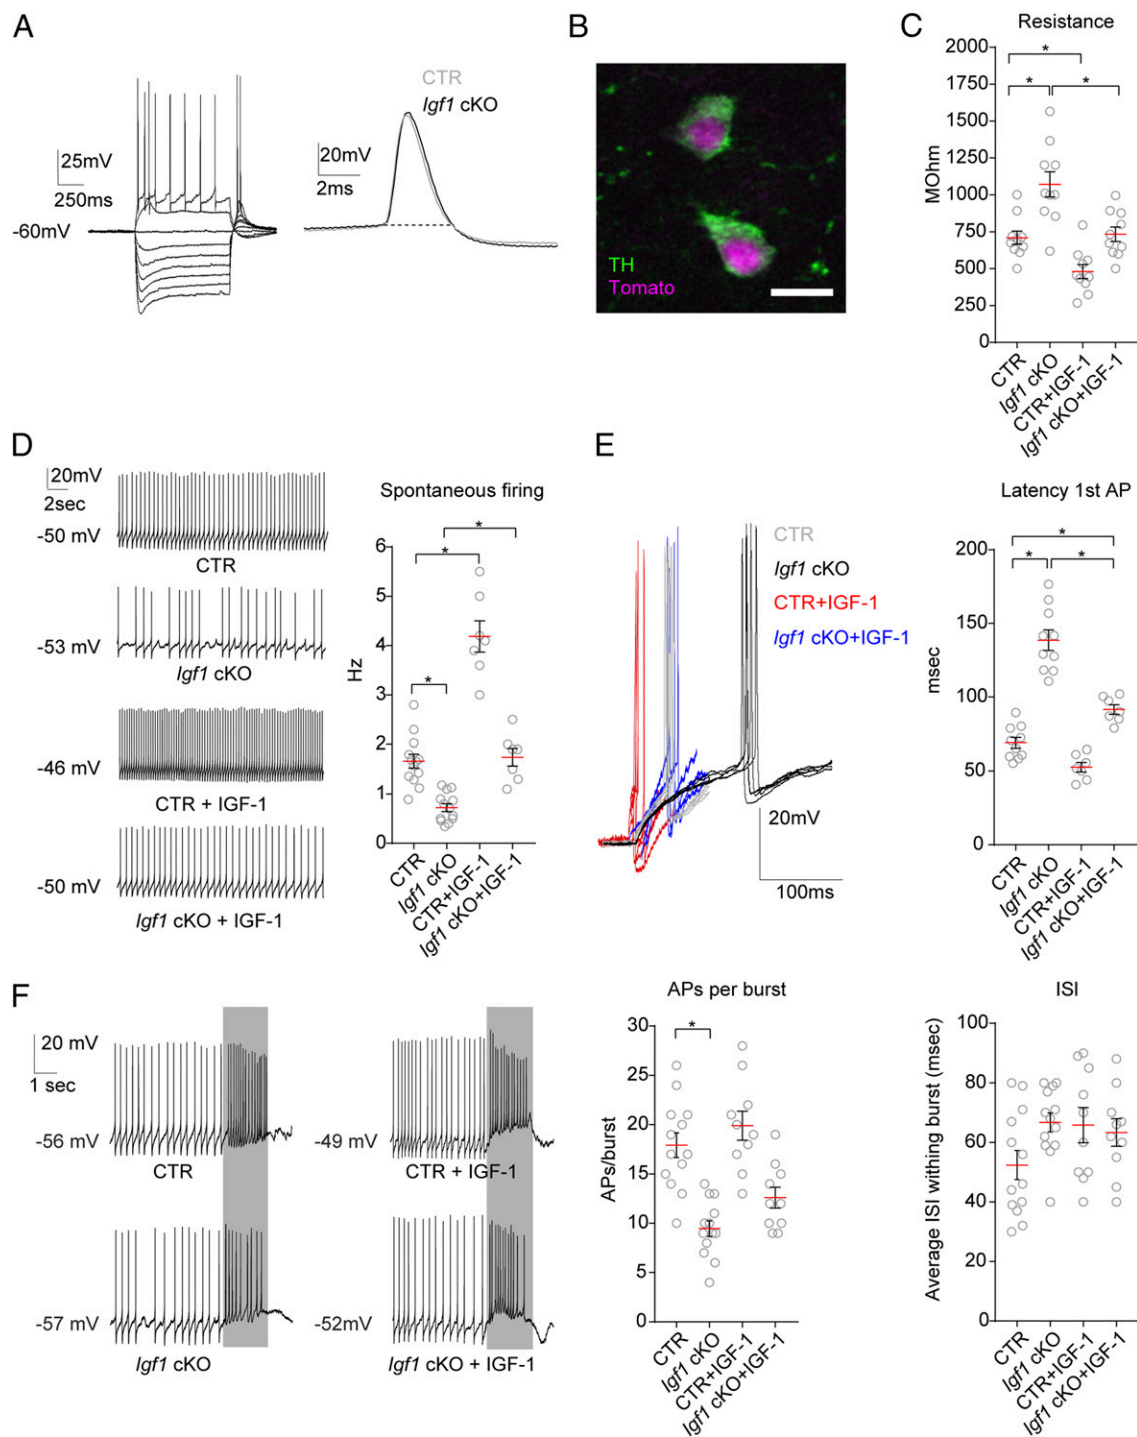 A
CTR
Igf1 cKO
25mV
250ms
20mV
2ms
-60mV
B
TH
Tomato
C
Resistance
MOhm
2000
1750
1500
1250
1000
750
500
250
0
CTR
Igf1 cKO
CTR+IGF-1
Igf1 cKO+IGF-1
*
*
*
D
20mV
2sec
-50 mV
CTR
-53 mV
Igf1 cKO
-46 mV
CTR + IGF-1
-50 mV
Igf1 cKO + IGF-1
Spontaneous firing
Hz
6
5
4
3
2
1
0
CTR
Igf1 cKO
CTR+IGF-1
Igf1 cKO+IGF-1
*
*
*
E
CTR
Igf1 cKO
CTR+IGF-1
Igf1 cKO+IGF-1
20mV
100ms
Latency 1st AP
msec
200
150
100
50
0
CTR
Igf1 cKO
CTR+IGF-1
Igf1 cKO+IGF-1
*
*
*
F
20 mV
1 sec
-56 mV
CTR
-49 mV
CTR + IGF-1
-57 mV
Igf1 cKO
-52mV
Igf1 cKO + IGF-1
APs per burst
APs/burst
30
25
20
15
10
5
0
CTR
Igf1 cKO
CTR+IGF-1
Igf1 cKO+IGF-1
*
ISI
Average ISI withing burst (msec)
100
80
60
40
20
0
CTR
Igf1 cKO
CTR+IGF-1
Igf1 cKO+IGF-1